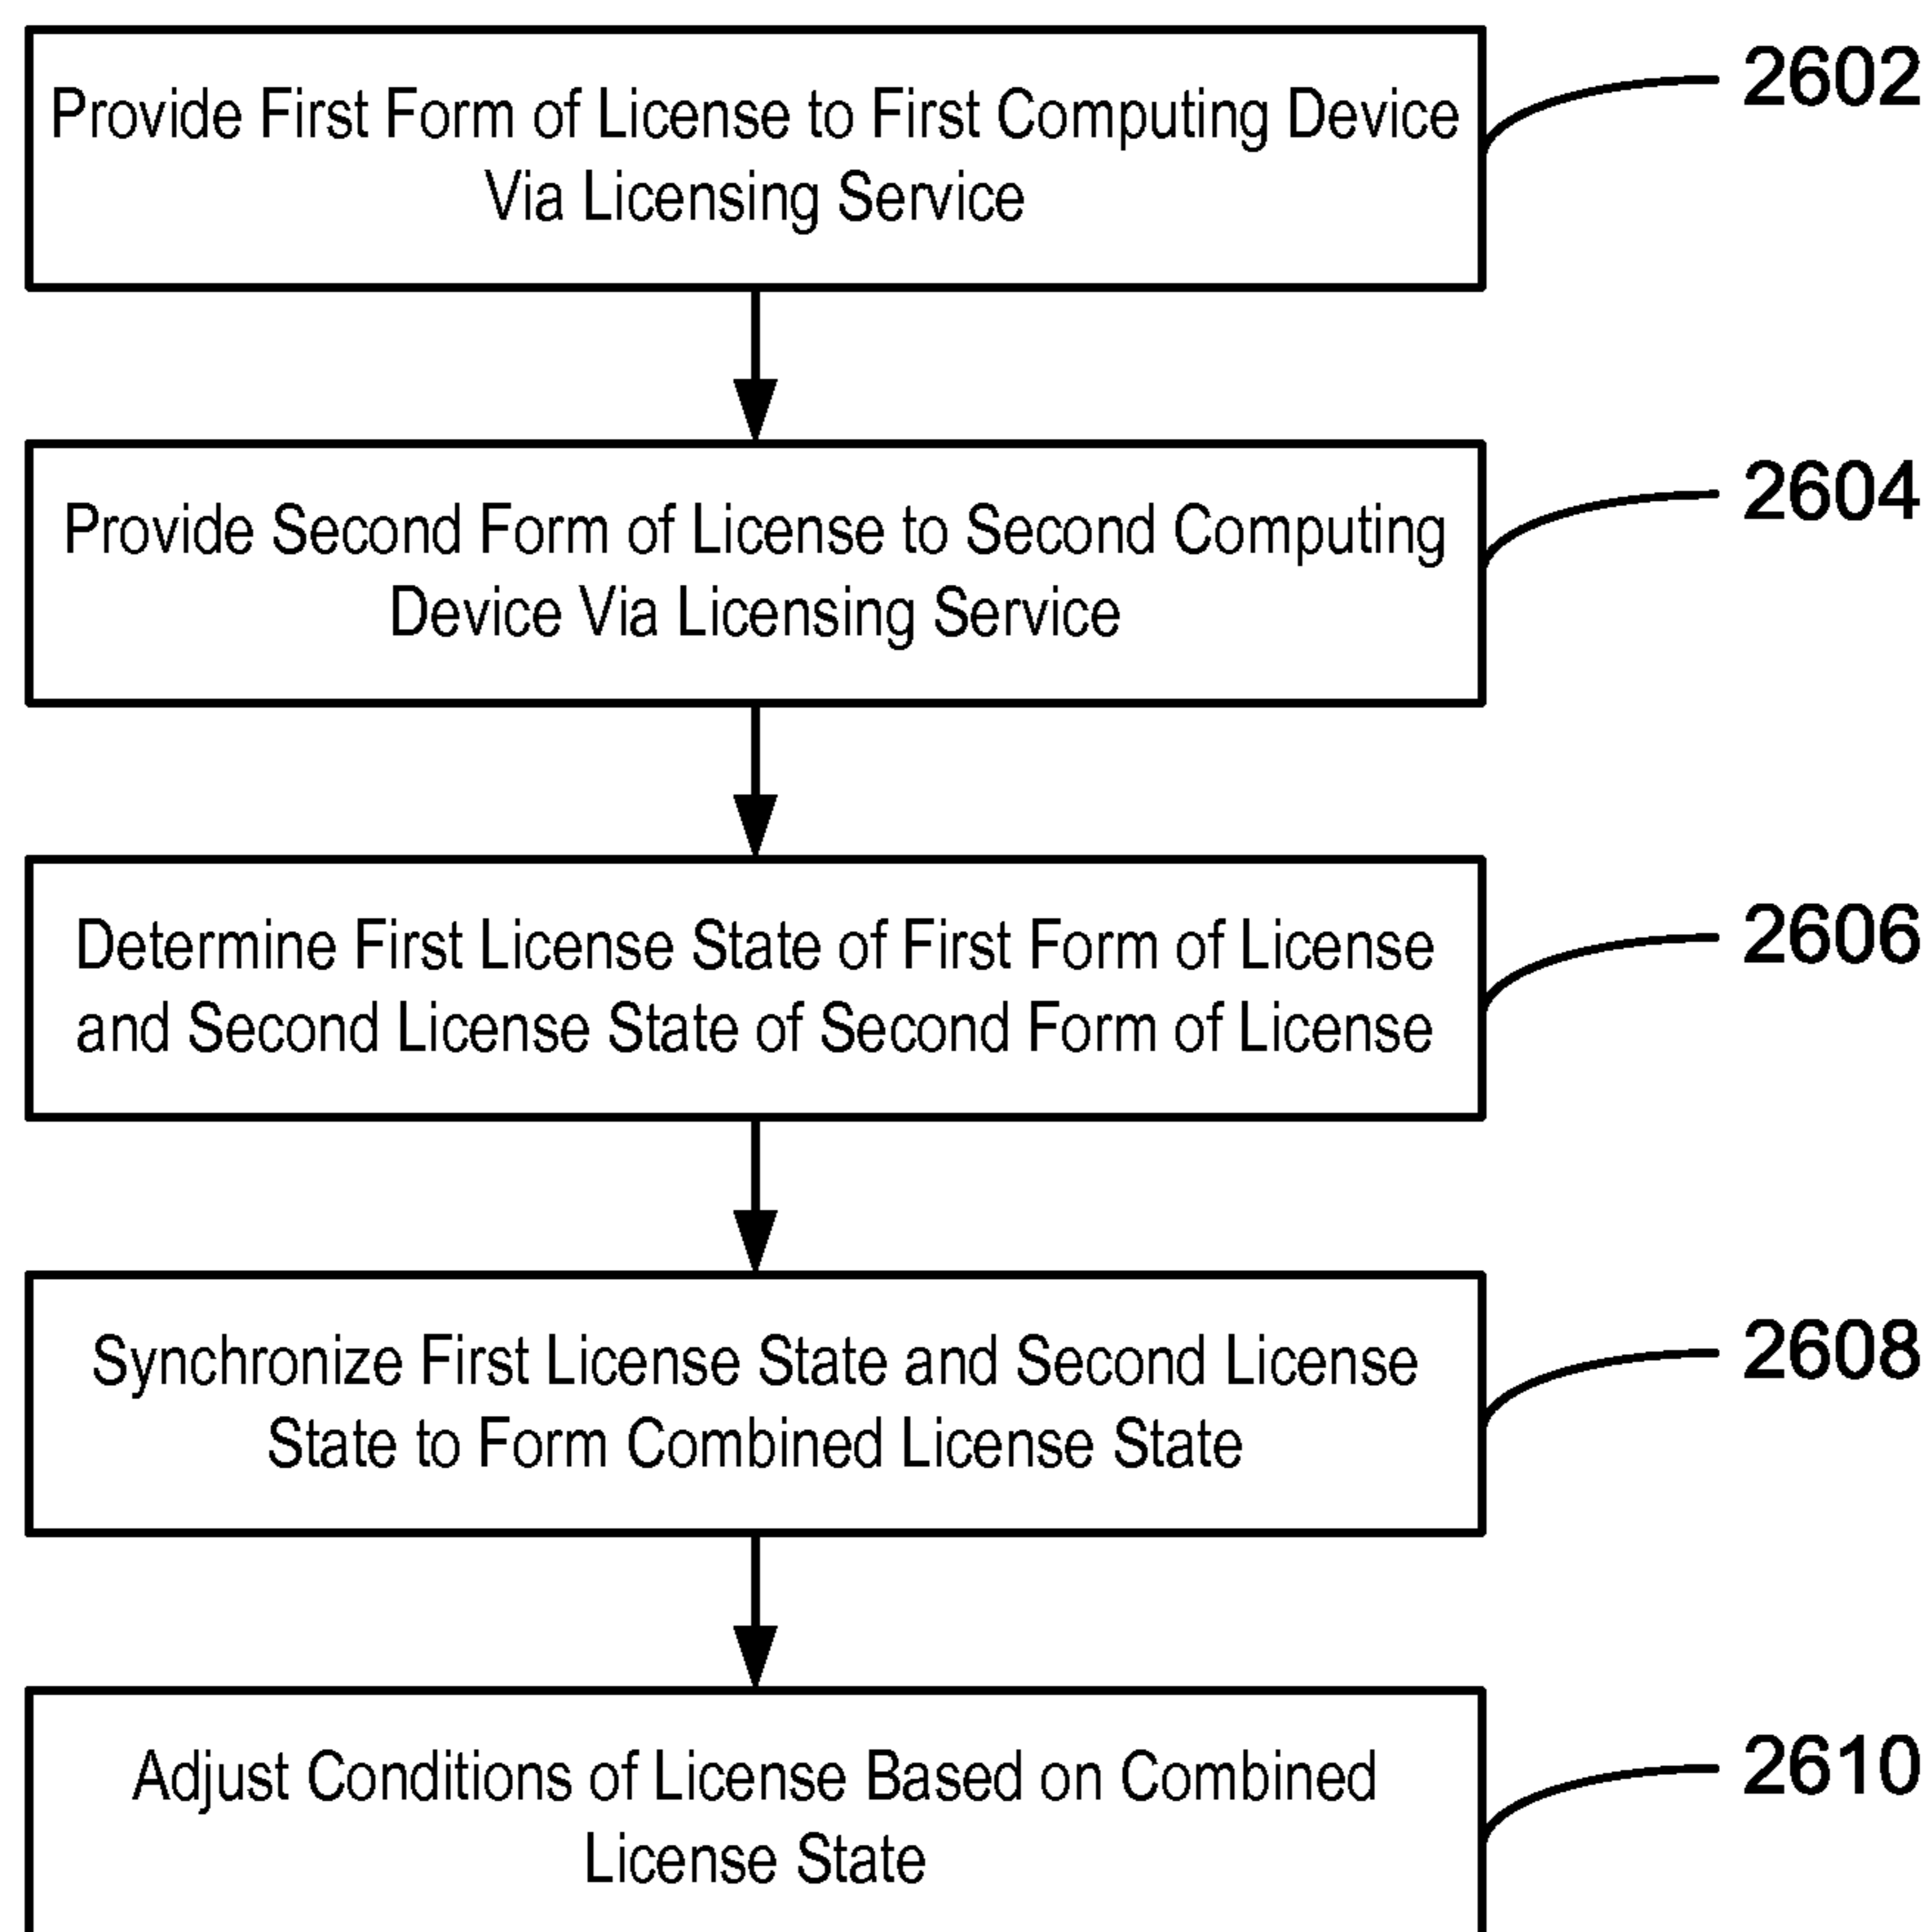 Provide First Form of License to First Computing Device
Via Licensing Service
2602
Provide Second Form of License to Second Computing
Device Via Licensing Service
2604
Determine First License State of First Form of License
and Second License State of Second Form of License
2606
Synchronize First License State and Second License
State to Form Combined License State
2608
Adjust Conditions of License Based on Combined
License State
2610